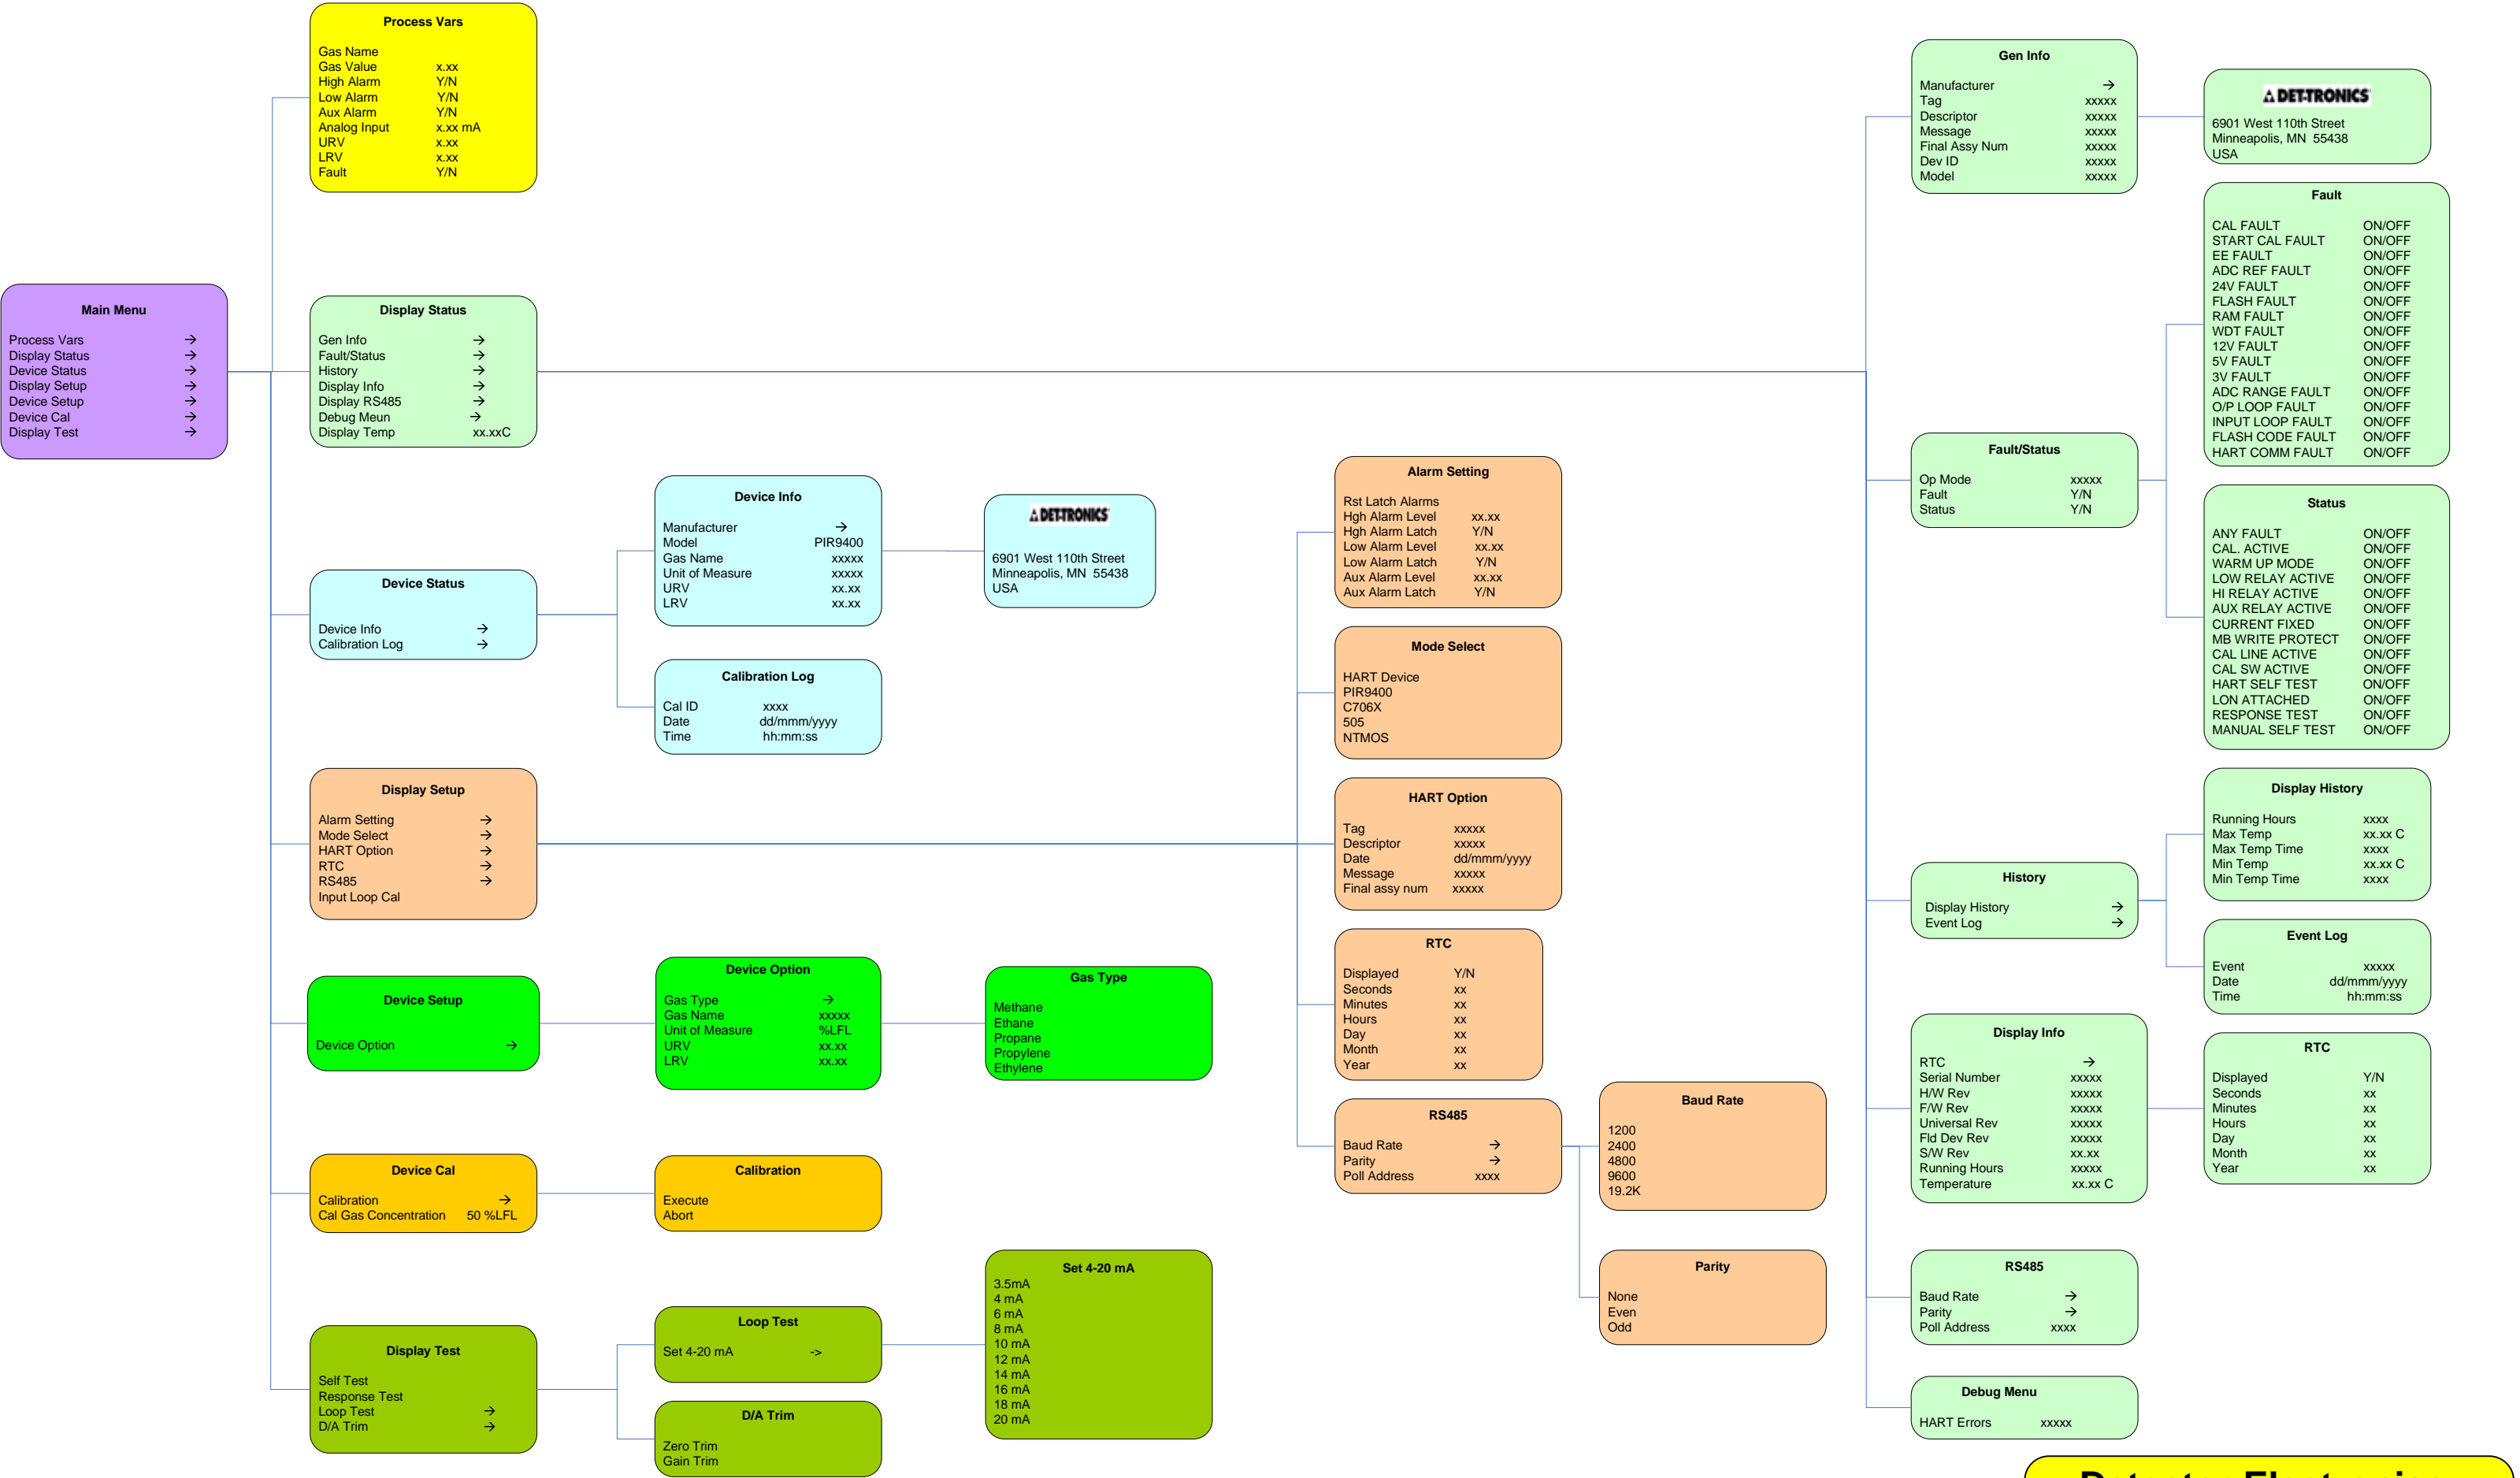 Main Menu
Process Vars →
Display Status →
Device Status →
Display Setup →
Device Setup →
Device Cal →
Display Test →
Process Vars
Gas Name
Gas Value x.xx
High Alarm Y/N
Low Alarm Y/N
Aux Alarm Y/N
Analog Input x.xx mA
URV x.xx
LRV x.xx
Fault Y/N
Display Status
Gen Info →
Fault/Status →
History →
Display Info →
Display RS485 →
Debug Meun →
Display Temp xx.xxC
Device Status
Device Info →
Calibration Log →
Device Info
Manufacturer →
Model PIR9400
Gas Name xxxxx
Unit of Measure xxxxx
URV xx.xx
LRV xx.xx
DET-TRONICS
6901 West 110th Street
Minneapolis, MN 55438
USA
Calibration Log
Cal ID xxxx
Date dd/mmm/yyyy
Time hh:mm:ss
Display Setup
Alarm Setting →
Mode Select →
HART Option →
RTC →
RS485 →
Input Loop Cal
Alarm Setting
Rst Latch Alarms
Hgh Alarm Level xx.xx
Hgh Alarm Latch Y/N
Low Alarm Level xx.xx
Low Alarm Latch Y/N
Aux Alarm Level xx.xx
Aux Alarm Latch Y/N
Mode Select
HART Device
PIR9400
C706X
505
NTMOS
HART Option
Tag xxxxx
Descriptor xxxxx
Date dd/mmm/yyyy
Message xxxxx
Final assy num xxxxx
RTC
Displayed Y/N
Seconds xx
Minutes xx
Hours xx
Day xx
Month xx
Year xx
RS485
Baud Rate →
Parity →
Poll Address xxxx
Baud Rate
1200
2400
4800
9600
19.2K
Parity
None
Even
Odd
Device Setup
Device Option →
Device Option
Gas Type →
Gas Name xxxxx
Unit of Measure %LFL
URV xx.xx
LRV xx.xx
Gas Type
Methane
Ethane
Propane
Propylene
Ethylene
Device Cal
Calibration →
Cal Gas Concentration 50 %LFL
Calibration
Execute
Abort
Display Test
Self Test
Response Test
Loop Test →
D/A Trim →
Loop Test
Set 4-20 mA ->
Set 4-20 mA
3.5mA
4 mA
6 mA
8 mA
10 mA
12 mA
14 mA
16 mA
18 mA
20 mA
D/A Trim
Zero Trim
Gain Trim
Gen Info
Manufacturer →
Tag xxxxx
Descriptor xxxxx
Message xxxxx
Final Assy Num xxxxx
Dev ID xxxxx
Model xxxxx
DET-TRONICS
6901 West 110th Street
Minneapolis, MN 55438
USA
Fault/Status
Op Mode xxxxx
Fault Y/N
Status Y/N
Fault
CAL FAULT ON/OFF
START CAL FAULT ON/OFF
EE FAULT ON/OFF
ADC REF FAULT ON/OFF
24V FAULT ON/OFF
FLASH FAULT ON/OFF
RAM FAULT ON/OFF
WDT FAULT ON/OFF
12V FAULT ON/OFF
5V FAULT ON/OFF
3V FAULT ON/OFF
ADC RANGE FAULT ON/OFF
O/P LOOP FAULT ON/OFF
INPUT LOOP FAULT ON/OFF
FLASH CODE FAULT ON/OFF
HART COMM FAULT ON/OFF
Status
ANY FAULT ON/OFF
CAL. ACTIVE ON/OFF
WARM UP MODE ON/OFF
LOW RELAY ACTIVE ON/OFF
HI RELAY ACTIVE ON/OFF
AUX RELAY ACTIVE ON/OFF
CURRENT FIXED ON/OFF
MB WRITE PROTECT ON/OFF
CAL LINE ACTIVE ON/OFF
CAL SW ACTIVE ON/OFF
HART SELF TEST ON/OFF
LON ATTACHED ON/OFF
RESPONSE TEST ON/OFF
MANUAL SELF TEST ON/OFF
History
Display History →
Event Log →
Display History
Running Hours xxxx
Max Temp xx.xx C
Max Temp Time xxxx
Min Temp xx.xx C
Min Temp Time xxxx
Event Log
Event xxxxx
Date dd/mmm/yyyy
Time hh:mm:ss
Display Info
RTC →
Serial Number xxxxx
H/W Rev xxxxx
F/W Rev xxxxx
Universal Rev xxxxx
Fld Dev Rev xxxxx
S/W Rev xx.xx
Running Hours xxxxx
Temperature xx.xx C
RTC
Displayed Y/N
Seconds xx
Minutes xx
Hours xx
Day xx
Month xx
Year xx
RS485
Baud Rate →
Parity →
Poll Address xxxx
Debug Menu
HART Errors xxxxx